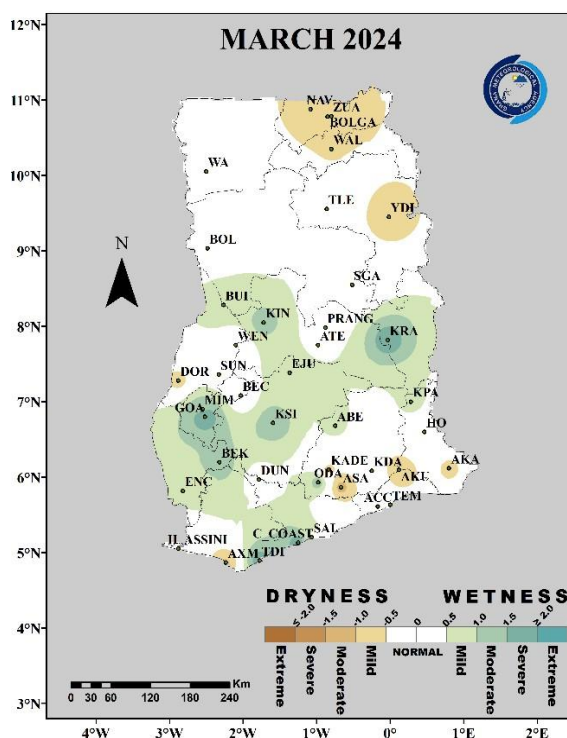 MARCH 2024
12°N
11°N
10°N
9°N
8°N
7°N
6°N
5°N
4°N
3°N
NAV
ZUA
BOLGA
WAL
WA
TLE
YDI
BOL
N
SGA
BUI
KIN
PRANG
KRA
WEN
ATE
DOR
SUN
EJU
BEC
KPA
GOA
MIM
KSI
ABE
HO
BEK
DUN
KADE
KDA
AKA
ODA
ASA
AKU
ENC
ACC
TEM
C_COAST
SAL
H_ASSINI
AXM
TDI
DRYNESS WETNESS
≤ -2.0 -1.5 -1.0 -0.5 0 0.5 1.0 1.5 ≥ 2.0
Extreme Severe Moderate Mild NORMAL Mild Moderate Severe Extreme
Km
0 30 60 120 180 240
4°W 3°W 2°W 1°W 0° 1°E 2°E